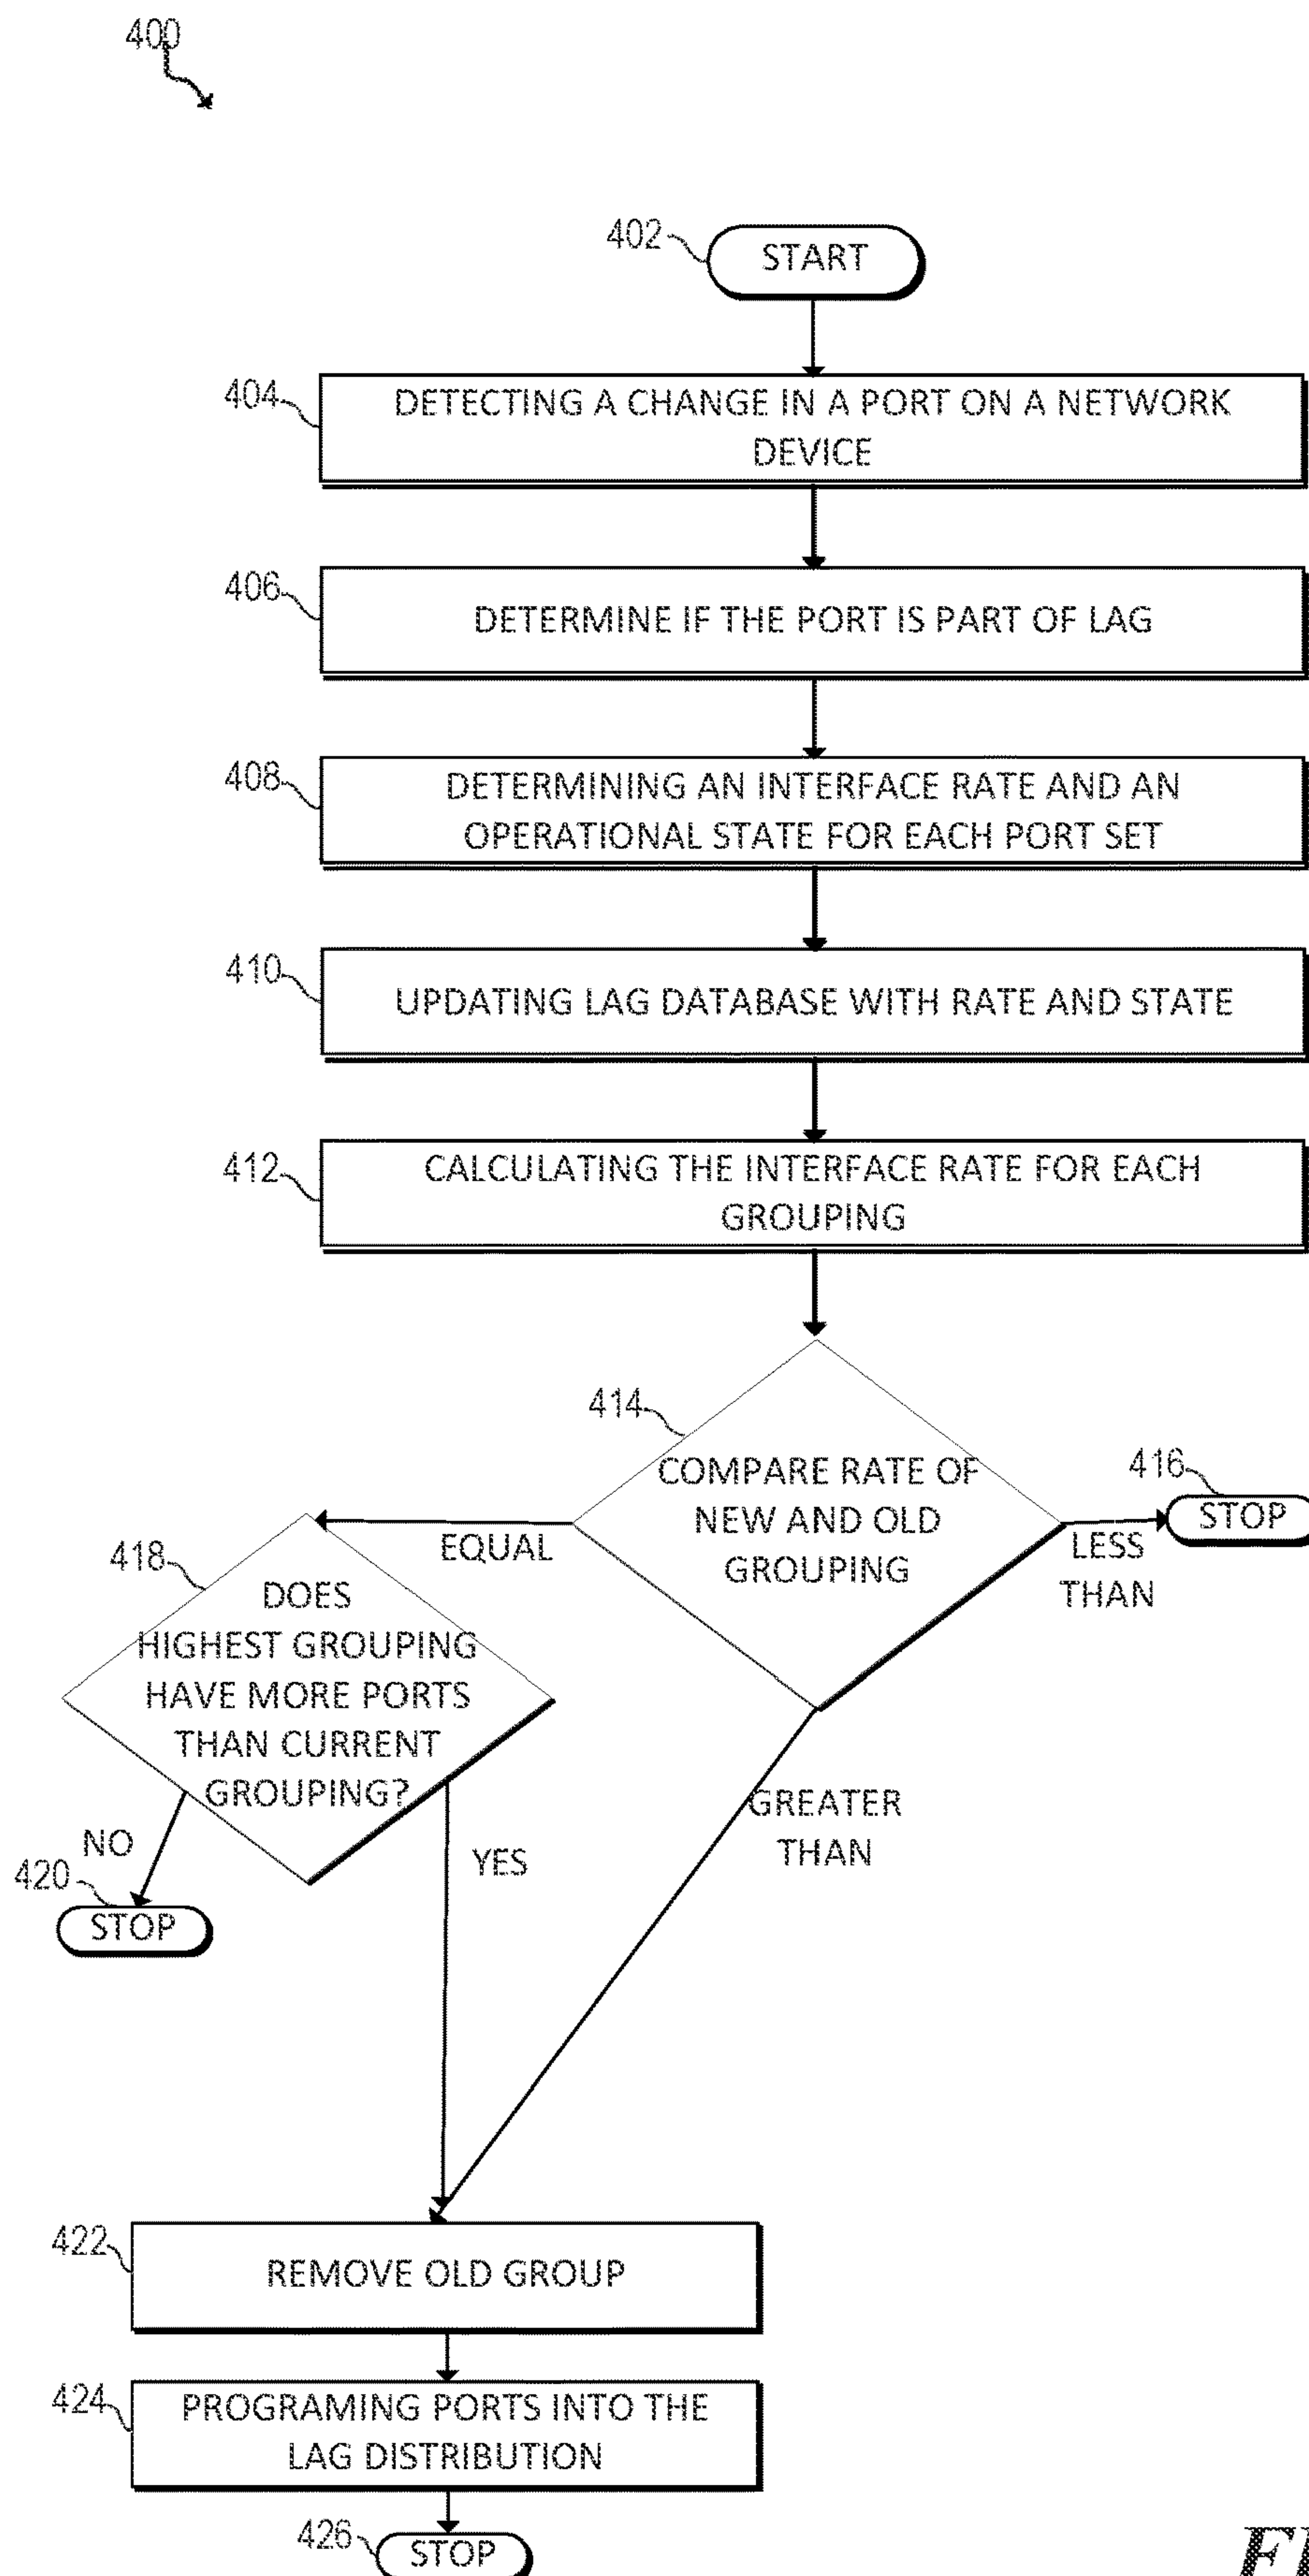 400
402
START
404
DETECTING A CHANGE IN A PORT ON A NETWORK
DEVICE
406
DETERMINE IF THE PORT IS PART OF LAG
408
DETERMINING AN INTERFACE RATE AND AN
OPERATIONAL STATE FOR EACH PORT SET
410
UPDATING LAG DATABASE WITH RATE AND STATE
412
CALCULATING THE INTERFACE RATE FOR EACH
GROUPING
414
COMPARE RATE OF
NEW AND OLD
GROUPING
416
STOP
LESS
THAN
EQUAL
418
DOES
HIGHEST GROUPING
HAVE MORE PORTS
THAN CURRENT
GROUPING?
GREATER
THAN
NO
YES
420
STOP
422
REMOVE OLD GROUP
424
PROGRAMING PORTS INTO THE
LAG DISTRIBUTION
426
STOP